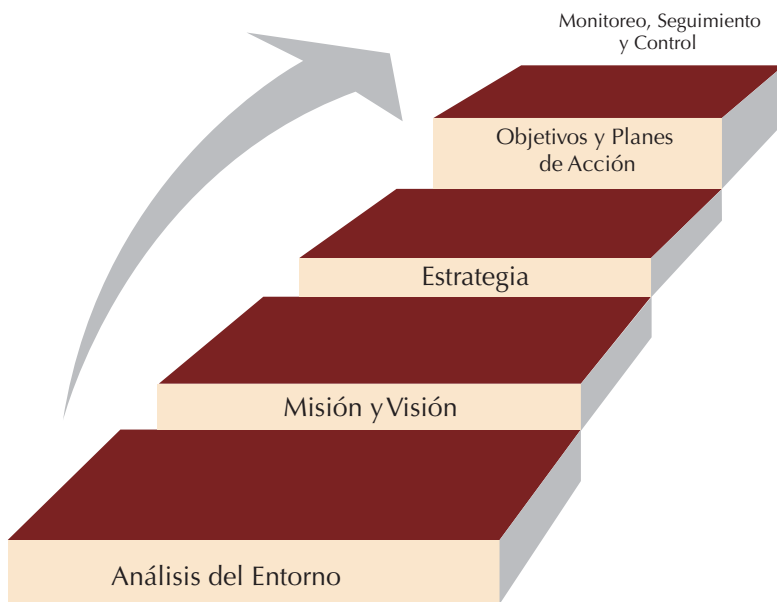 Monitoreo, Seguimiento
y Control
Objetivos y Planes
de Acción
Estrategia
Misión y Visión
Análisis del Entorno